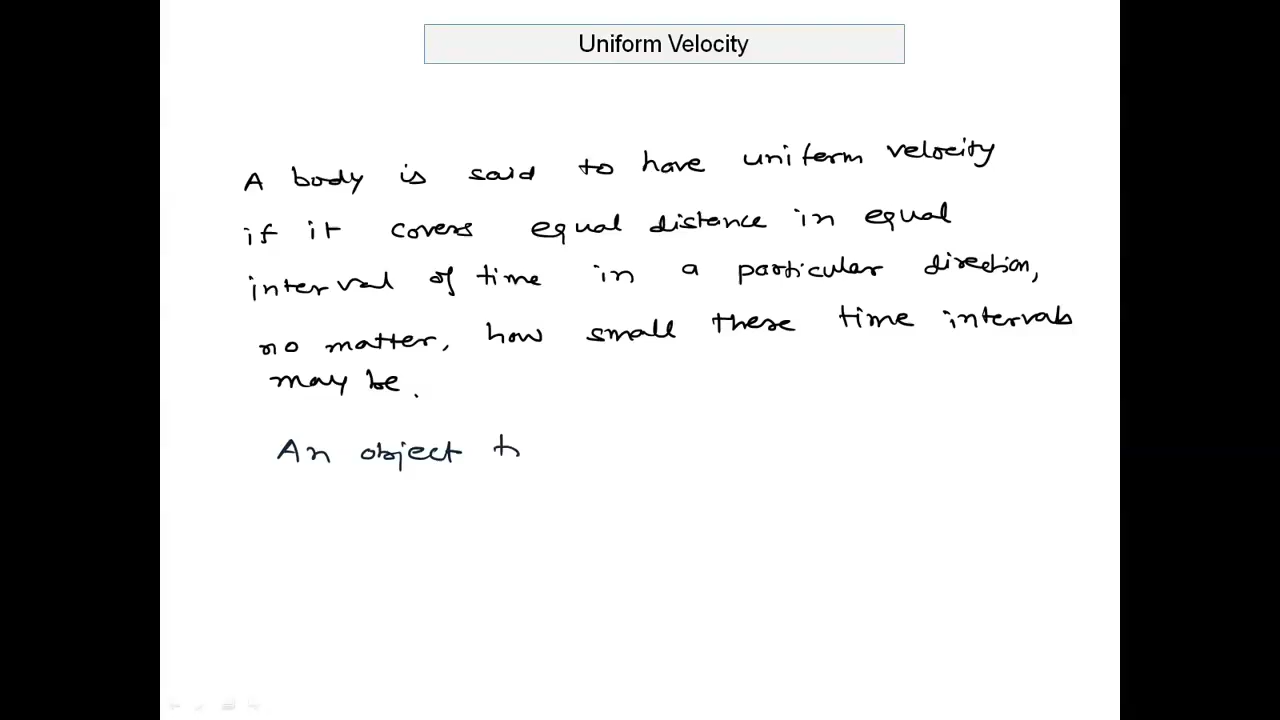 Uniform Velocity
A body is said to have uniform velocity
if it covers equal distance in equal
interval of time in a particular direction,
no matter, how small these time intervals
may be.
An object t